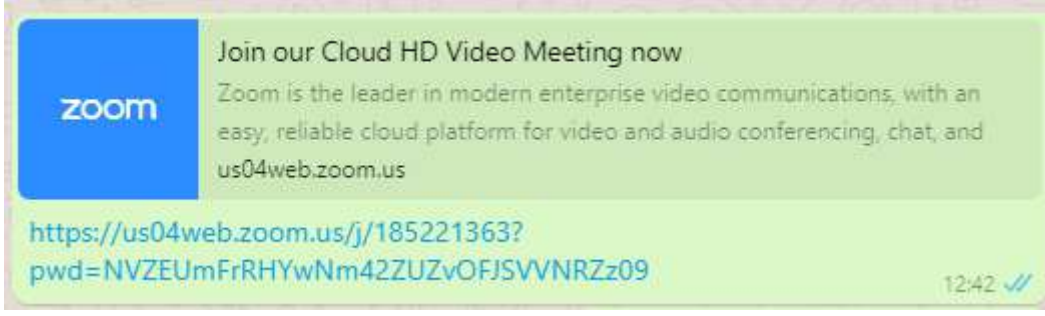 zoom
Join our Cloud HD Video Meeting now
Zoom is the leader in modern enterprise video communications, with an
easy, reliable cloud platform for video and audio conferencing, chat, and
us04web.zoom.us
https://us04web.zoom.us/j/185221363?
pwd=NVZEUmFrRHYwNm42ZUZvOFJSVVNRZz09
12:42